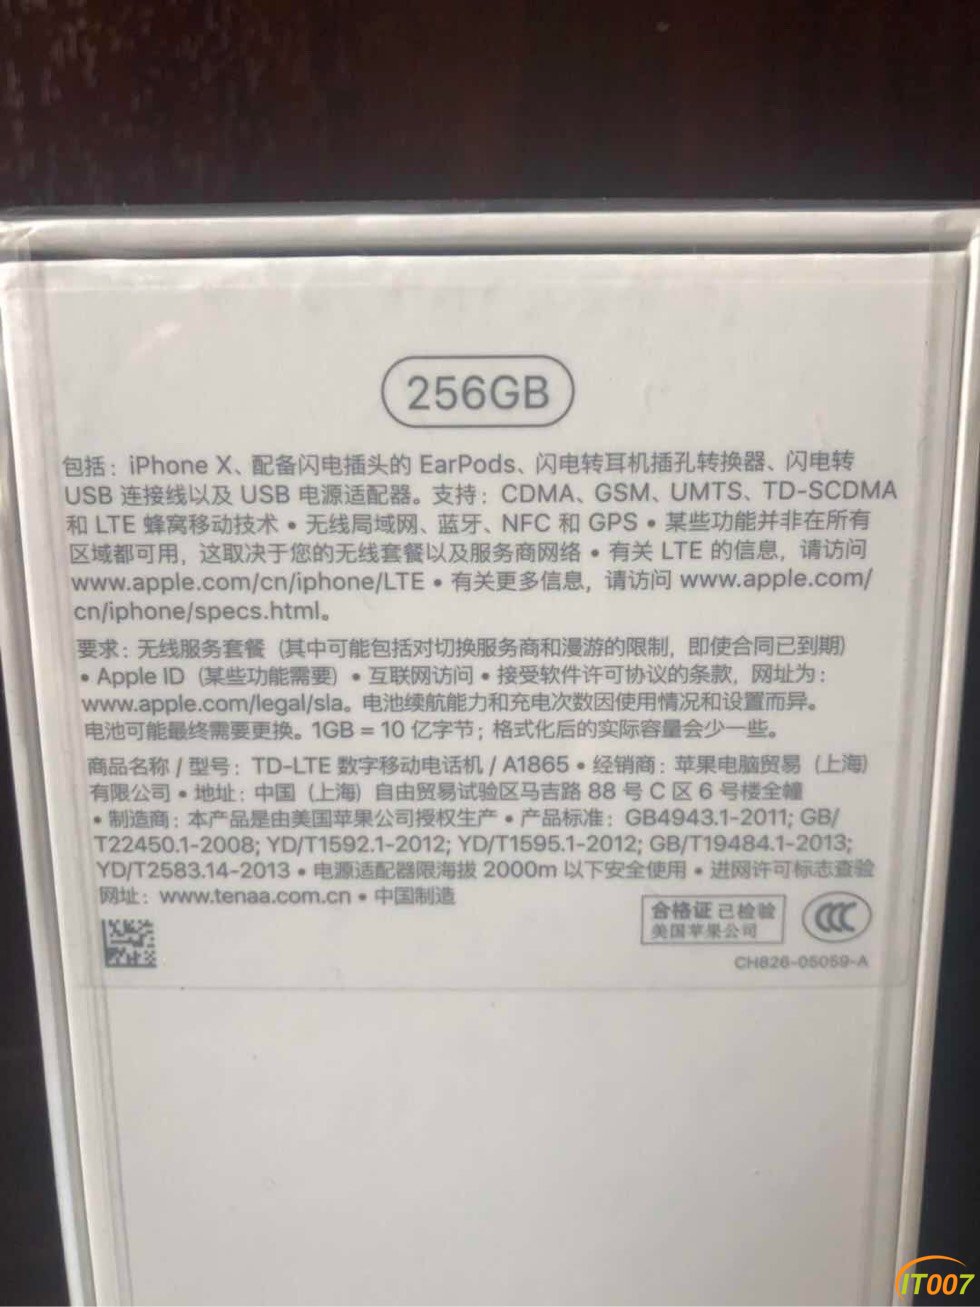 256GB
包括：iPhone X、配备闪电插头的 EarPods、闪电转耳机插孔转换器、闪电转
USB 连接线以及 USB 电源适配器。支持：CDMA、GSM、UMTS、TD-SCDMA
和 LTE 蜂窝移动技术 • 无线局域网、蓝牙、NFC 和 GPS • 某些功能并非在所有
区域都可用，这取决于您的无线套餐以及服务商网络 • 有关 LTE 的信息，请访问
www.apple.com/cn/iphone/LTE • 有关更多信息，请访问 www.apple.com/
cn/iphone/specs.html。
要求：无线服务套餐（其中可能包括对切换服务商和漫游的限制，即使合同已到期）
• Apple ID（某些功能需要）• 互联网访问 • 接受软件许可协议的条款，网址为：
www.apple.com/legal/sla。电池续航能力和充电次数因使用情况和设置而异。
电池可能最终需要更换。1GB = 10 亿字节；格式化后的实际容量会少一些。
商品名称 / 型号：TD-LTE 数字移动电话机 / A1865 • 经销商：苹果电脑贸易（上海）
有限公司 • 地址：中国（上海）自由贸易试验区马吉路 88 号 C 区 6 号楼全幢
• 制造商：本产品是由美国苹果公司授权生产 • 产品标准：GB4943.1-2011; GB/
T22450.1-2008; YD/T1592.1-2012; YD/T1595.1-2012; GB/T19484.1-2013;
YD/T2583.14-2013 • 电源适配器限海拔 2000m 以下安全使用 • 进网许可标志查验
网址：www.tenaa.com.cn • 中国制造
合格证 已检验
美国苹果公司
CCC
CH826-05059-A
IT007